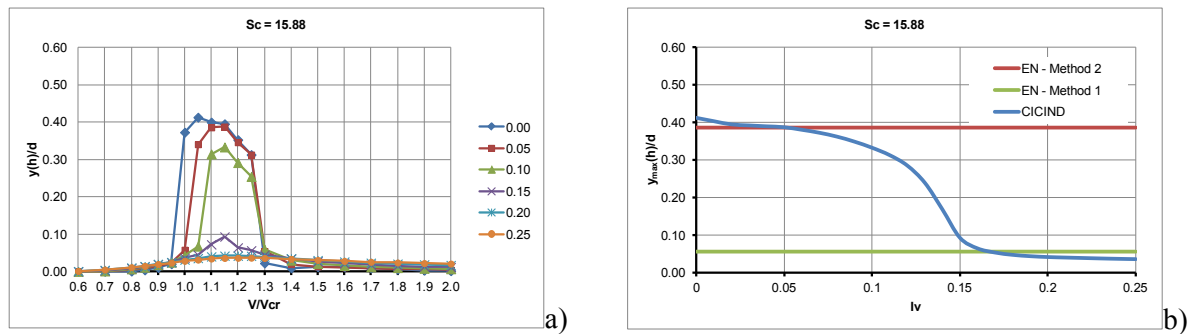 Sc = 15.88
0.60
0.50
0.40
0.30
0.20
0.10
0.00
y(h)/d
0.6 0.7 0.8 0.9 1.0 1.1 1.2 1.3 1.4 1.5 1.6 1.7 1.8 1.9 2.0
V/Vcr
0.00
0.05
0.10
0.15
0.20
0.25
a)
Sc = 15.88
0.60
0.50
0.40
0.30
0.20
0.10
0.00
ymax(h)/d
0 0.05 0.1 0.15 0.2 0.25
Iv
EN - Method 2
EN - Method 1
CICIND
b)